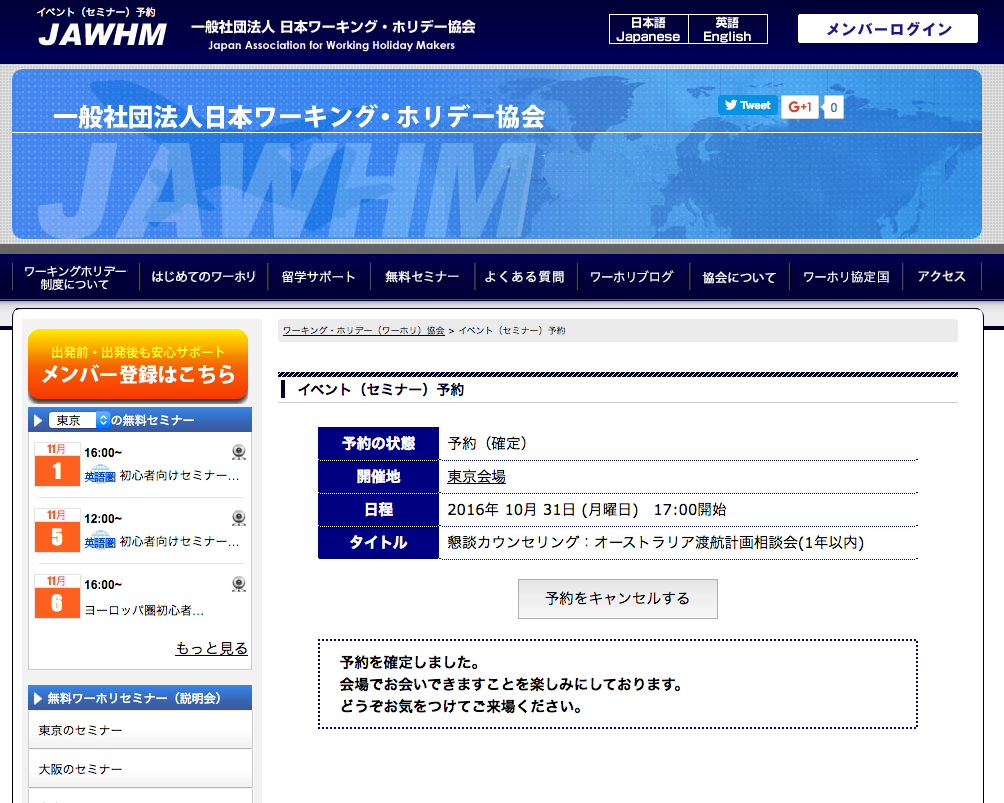 イベント（セミナー）予約
JAWHM
一般社団法人 日本ワーキング・ホリデー協会
Japan Association for Working Holiday Makers
日本語
Japanese
英語
English
メンバーログイン
一般社団法人日本ワーキング・ホリデー協会
Tweet
G+1
0
JAWHM
ワーキングホリデー
制度について
はじめてのワーホリ
留学サポート
無料セミナー
よくある質問
ワーホリブログ
協会について
ワーホリ協定国
アクセス
出発前・出発後も安心サポート
メンバー登録はこちら
東京 の無料セミナー
11月
1
16:00~
英語圏 初心者向けセミナー…
11月
5
12:00~
英語圏 初心者向けセミナー…
11月
6
16:00~
ヨーロッパ圏初心者…
もっと見る
無料ワーホリセミナー（説明会）
東京のセミナー
大阪のセミナー
ワーキング・ホリデー（ワーホリ）協会 > イベント（セミナー）予約
イベント（セミナー）予約
予約の状態 予約（確定）
開催地 東京会場
日程 2016年 10月 31日 (月曜日) 17:00開始
タイトル 懇談カウンセリング：オーストラリア渡航計画相談会(1年以内)
予約をキャンセルする
予約を確定しました。
会場でお会いできますことを楽しみにしております。
どうぞお気をつけてご来場ください。